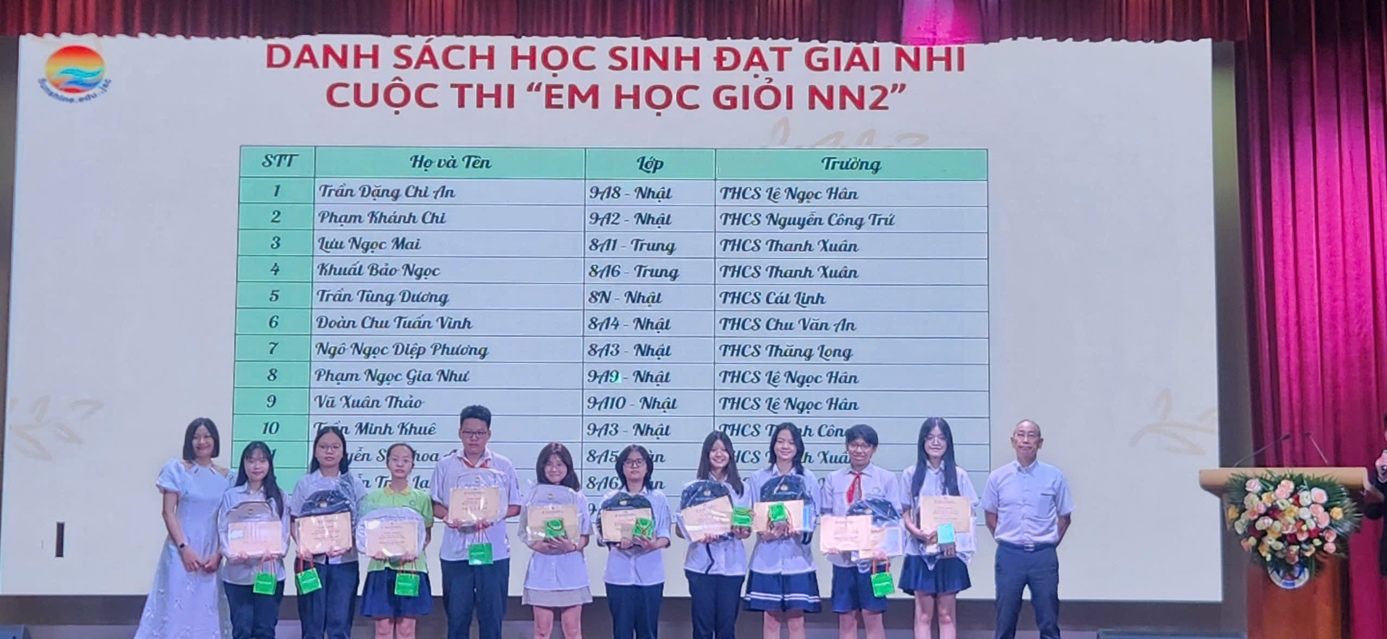 DANH SÁCH HỌC SINH ĐẠT GIẢI NHÌ
CUỘC THI “EM HỌC GIỎI NN2”
sunshine.edu.,jsc
STT Họ và Tên Lớp Trường
1 Trần Đặng Chi An 9A8 - Nhật THCS Lê Ngọc Hân
2 Phạm Khánh Chi 9A2 - Nhật THCS Nguyễn Công Trứ
3 Lưu Ngọc Mai 8A1 - Trung THCS Thanh Xuân
4 Khuất Bảo Ngọc 8A6 - Trung THCS Thanh Xuân
5 Trần Tùng Dương 8N - Nhật THCS Cát Linh
6 Đoàn Chu Tuấn Vinh 8A4 - Nhật THCS Chu Văn An
7 Ngô Ngọc Diệp Phương 8A3 - Nhật THCS Thăng Long
8 Phạm Ngọc Gia Như 9A9 - Nhật THCS Lê Ngọc Hân
9 Vũ Xuân Thảo 9A10 - Nhật THCS Lê Ngọc Hân
10 Minh Khuê 9A3 - Nhật THCS
8A5
8A6